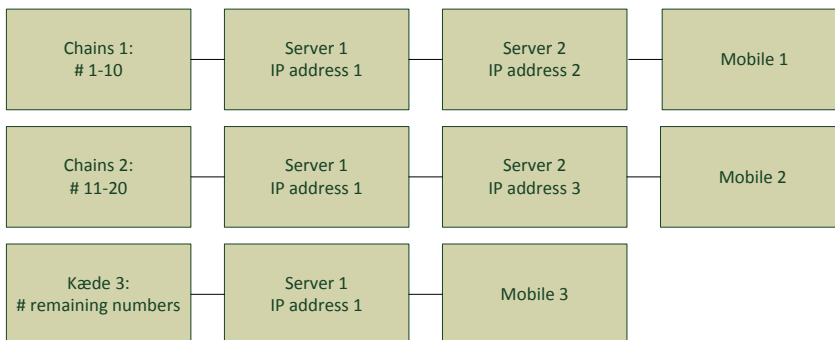 Chains 1:
# 1-10
Server 1
IP address 1
Server 2
IP address 2
Mobile 1
Chains 2:
# 11-20
Server 1
IP address 1
Server 2
IP address 3
Mobile 2
Kæde 3:
# remaining numbers
Server 1
IP address 1
Mobile 3